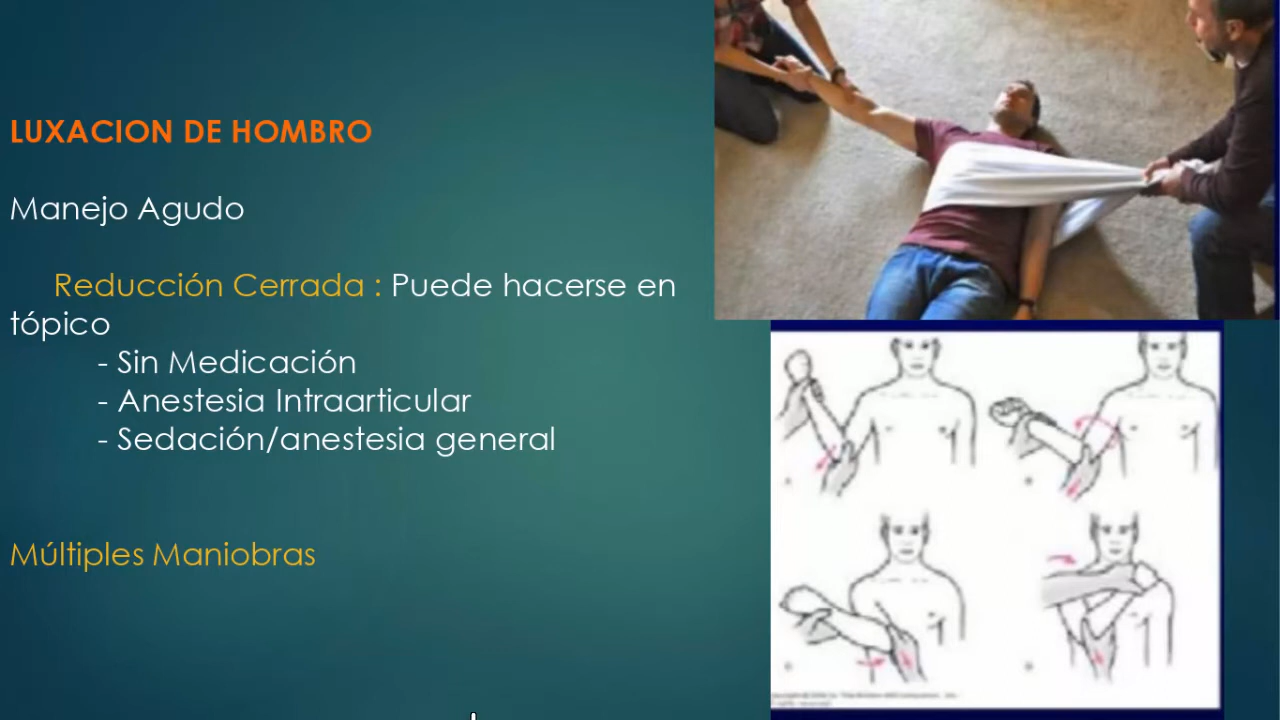 LUXACION DE HOMBRO
Manejo Agudo
Reducción Cerrada : Puede hacerse en
tópico
- Sin Medicación
- Anestesia Intraarticular
- Sedación/anestesia general
Múltiples Maniobras